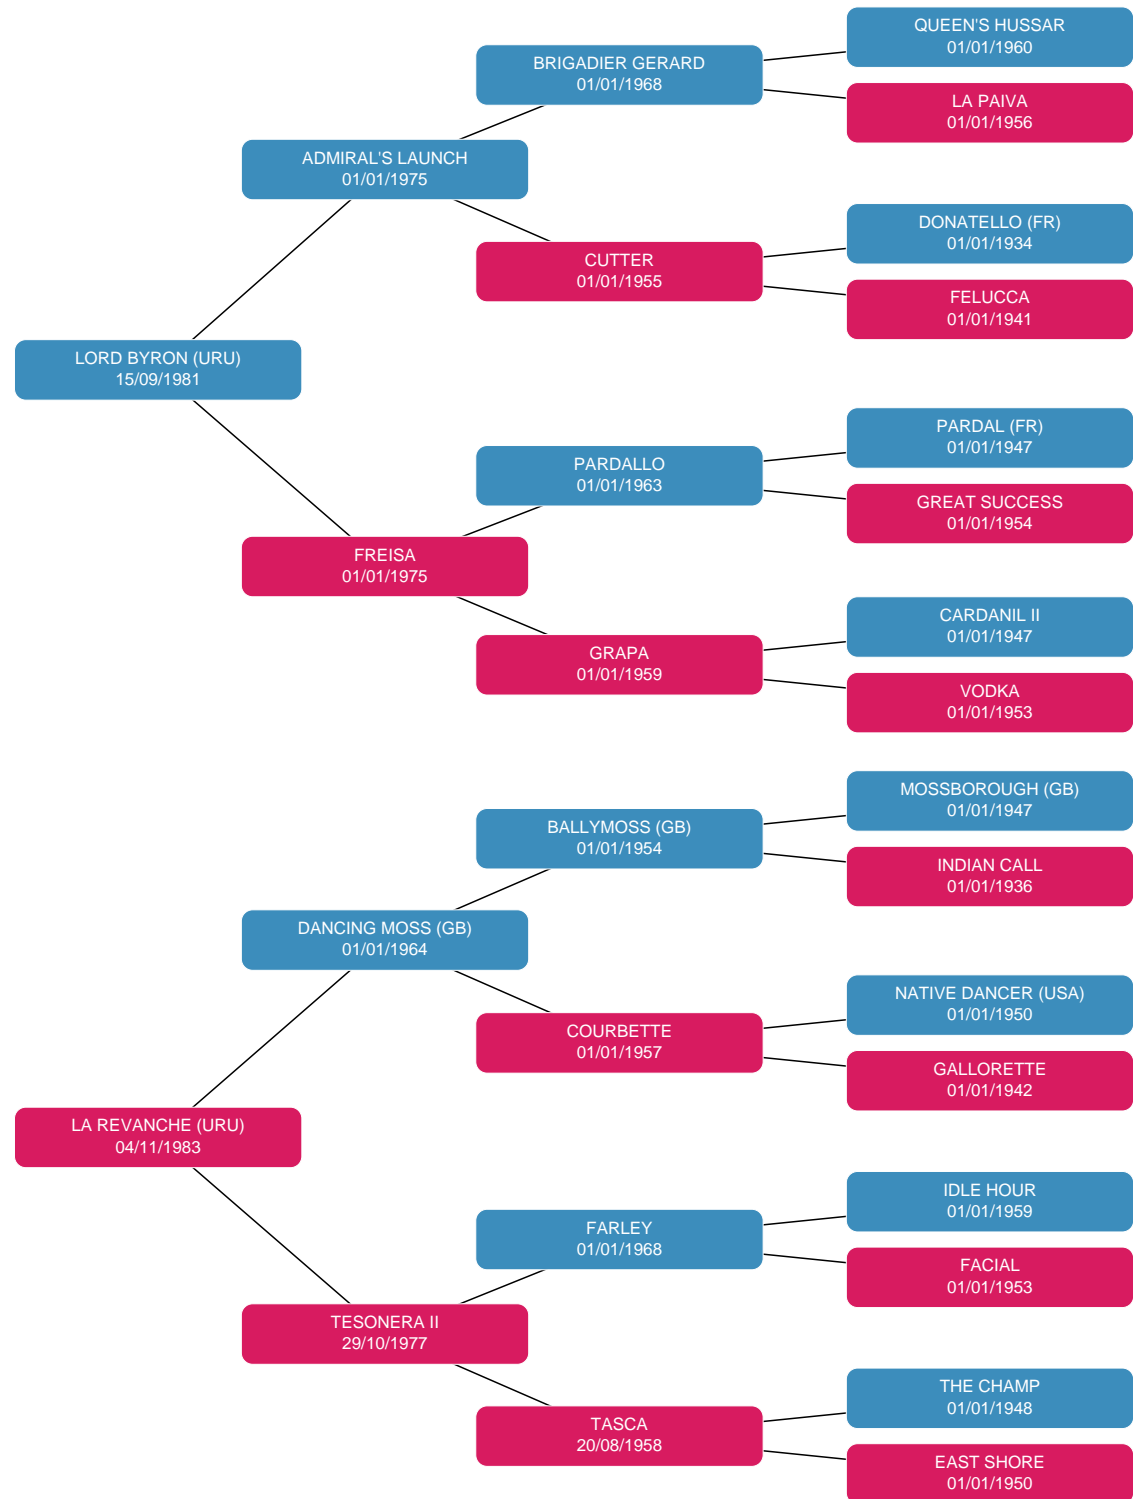 QUEEN'S HUSSAR
01/01/1960
BRIGADIER GERARD
01/01/1968
LA PAIVA
01/01/1956
ADMIRAL'S LAUNCH
01/01/1975
DONATELLO (FR)
01/01/1934
CUTTER
01/01/1955
FELUCCA
01/01/1941
LORD BYRON (URU)
15/09/1981
PARDAL (FR)
01/01/1947
PARDALLO
01/01/1963
GREAT SUCCESS
01/01/1954
FREISA
01/01/1975
CARDANIL II
01/01/1947
GRAPA
01/01/1959
VODKA
01/01/1953
MOSSBOROUGH (GB)
01/01/1947
BALLYMOSS (GB)
01/01/1954
INDIAN CALL
01/01/1936
DANCING MOSS (GB)
01/01/1964
NATIVE DANCER (USA)
01/01/1950
COURBETTE
01/01/1957
GALLORETTE
01/01/1942
LA REVANCHE (URU)
04/11/1983
IDLE HOUR
01/01/1959
FARLEY
01/01/1968
FACIAL
01/01/1953
TESONERA II
29/10/1977
THE CHAMP
01/01/1948
TASCA
20/08/1958
EAST SHORE
01/01/1950